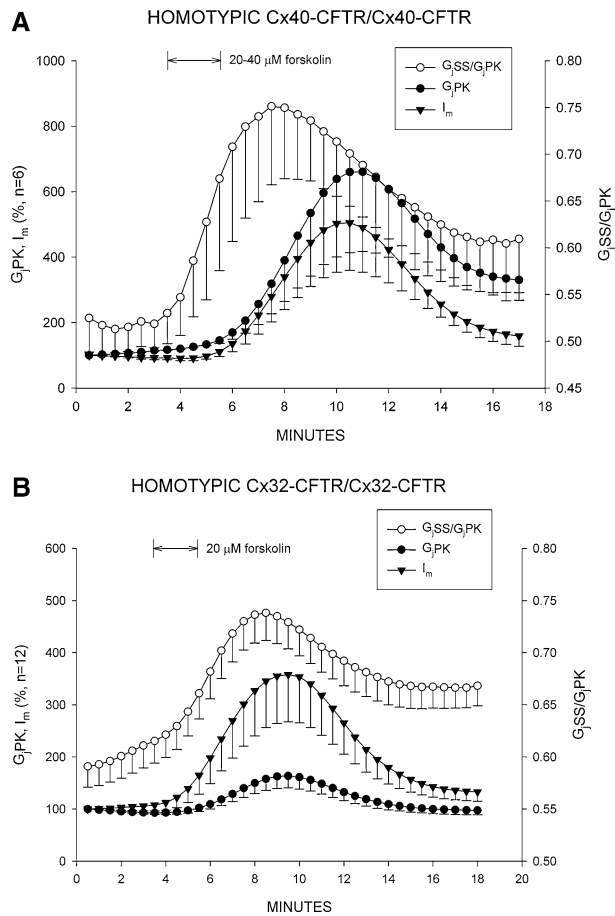 A
HOMOTYPIC Cx40-CFTR/Cx40-CFTR
20-40 µM forskolin
GjSS/GjPK
GjPK
Im
GjPK, Im (%, n=6)
1000
800
600
400
200
0
0.80
0.75
0.70
0.65
0.60
0.55
0.50
0.45
GjSS/GjPK
0 2 4 6 8 10 12 14 16 18
MINUTES
B
HOMOTYPIC Cx32-CFTR/Cx32-CFTR
20 µM forskolin
GjSS/GjPK
GjPK
Im
GjPK, Im (%, n=12)
600
500
400
300
200
100
0
0.80
0.75
0.70
0.65
0.60
0.55
0.50
GjSS/GjPK
0 2 4 6 8 10 12 14 16 18 20
MINUTES